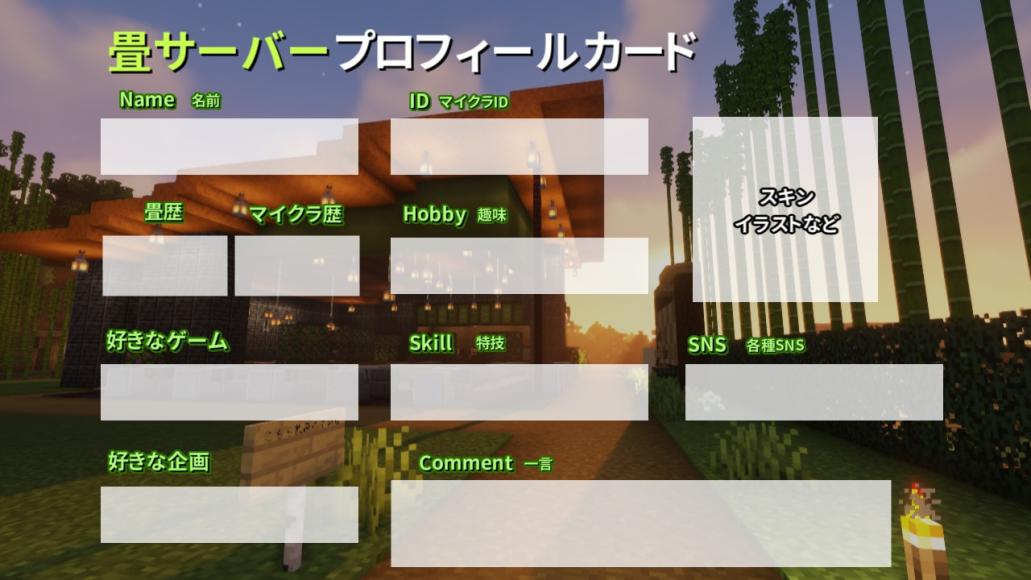 畳サーバープロフィールカード
Name 名前
ID マイクラID
畳歴
マイクラ歴
Hobby 趣味
スキン
イラストなど
好きなゲーム
Skill 特技
SNS 各種SNS
好きな企画
Comment 一言